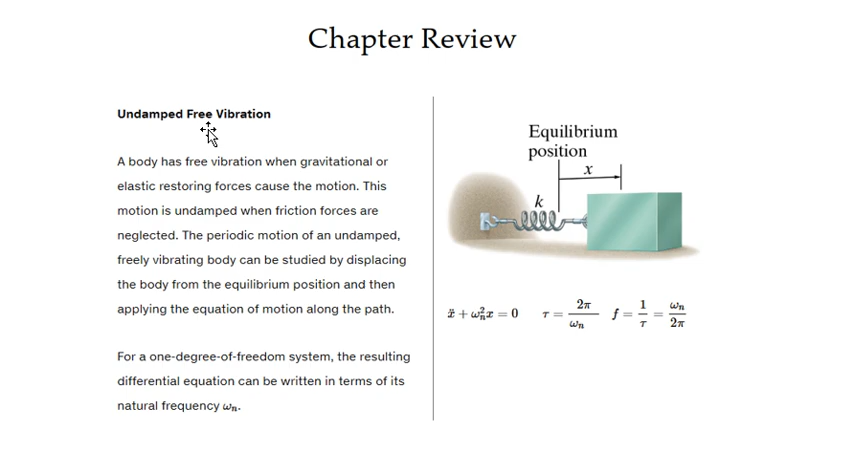 Chapter Review
Undamped Free Vibration
A body has free vibration when gravitational or
elastic restoring forces cause the motion. This
motion is undamped when friction forces are
neglected. The periodic motion of an undamped,
freely vibrating body can be studied by displacing
the body from the equilibrium position and then
applying the equation of motion along the path.
For a one-degree-of-freedom system, the resulting
differential equation can be written in terms of its
natural frequency ωₙ.
Equilibrium
position
x
k
ẍ + ωₙ²x = 0   τ = 2π/ωₙ   f = 1/τ = ωₙ/2π